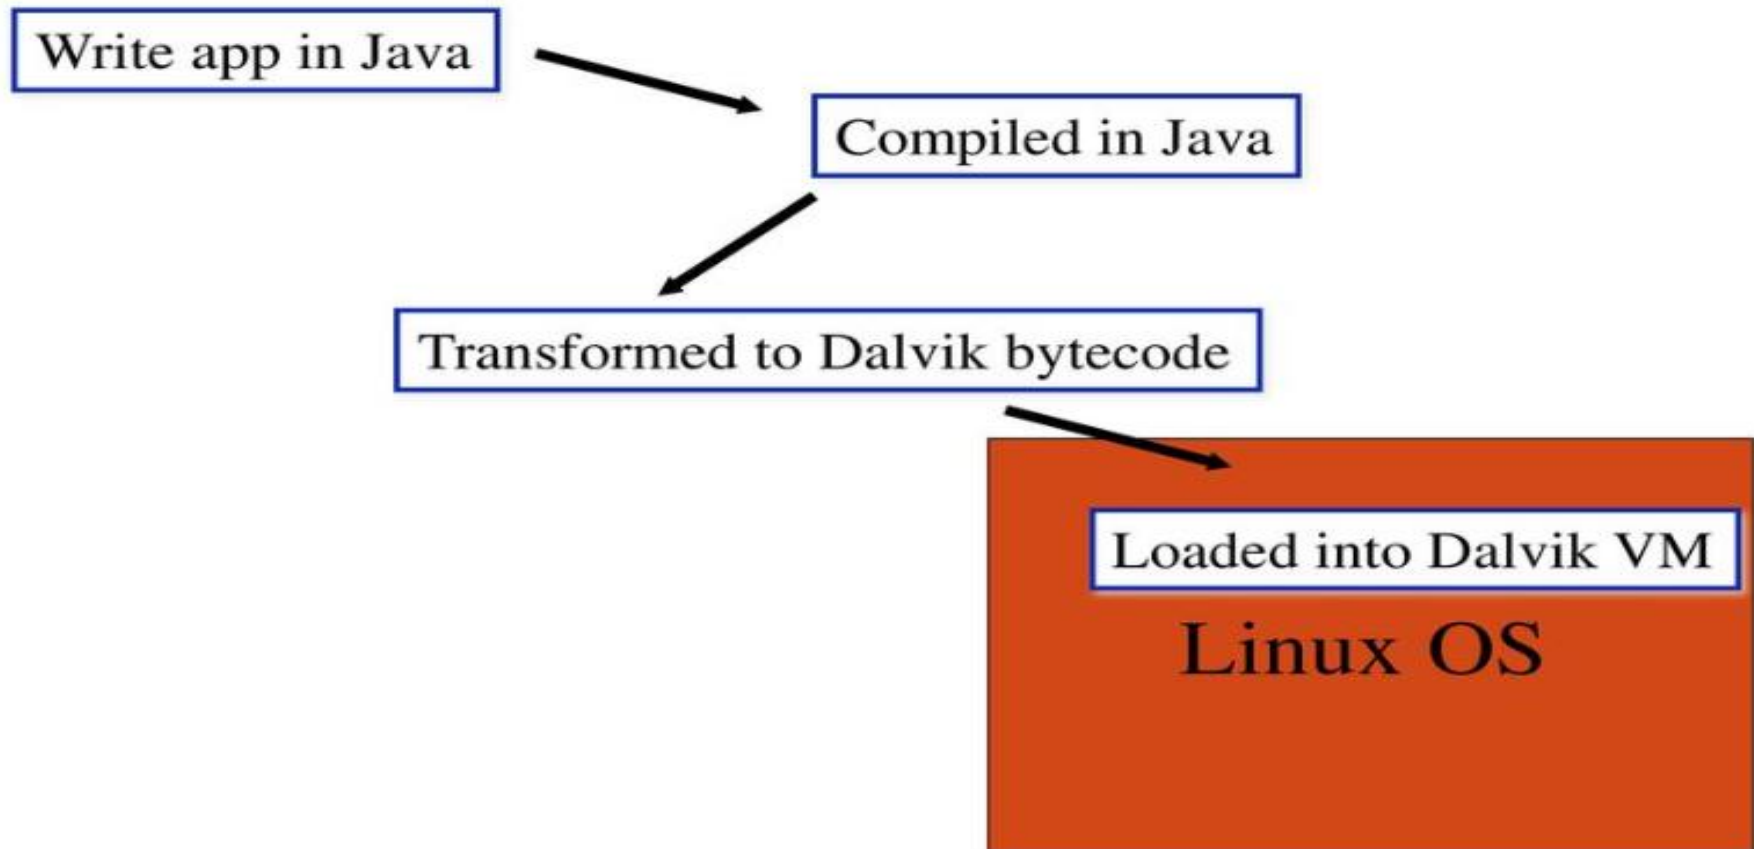 Write app in Java
Compiled in Java
Transformed to Dalvik bytecode
Loaded into Dalvik VM
Linux OS